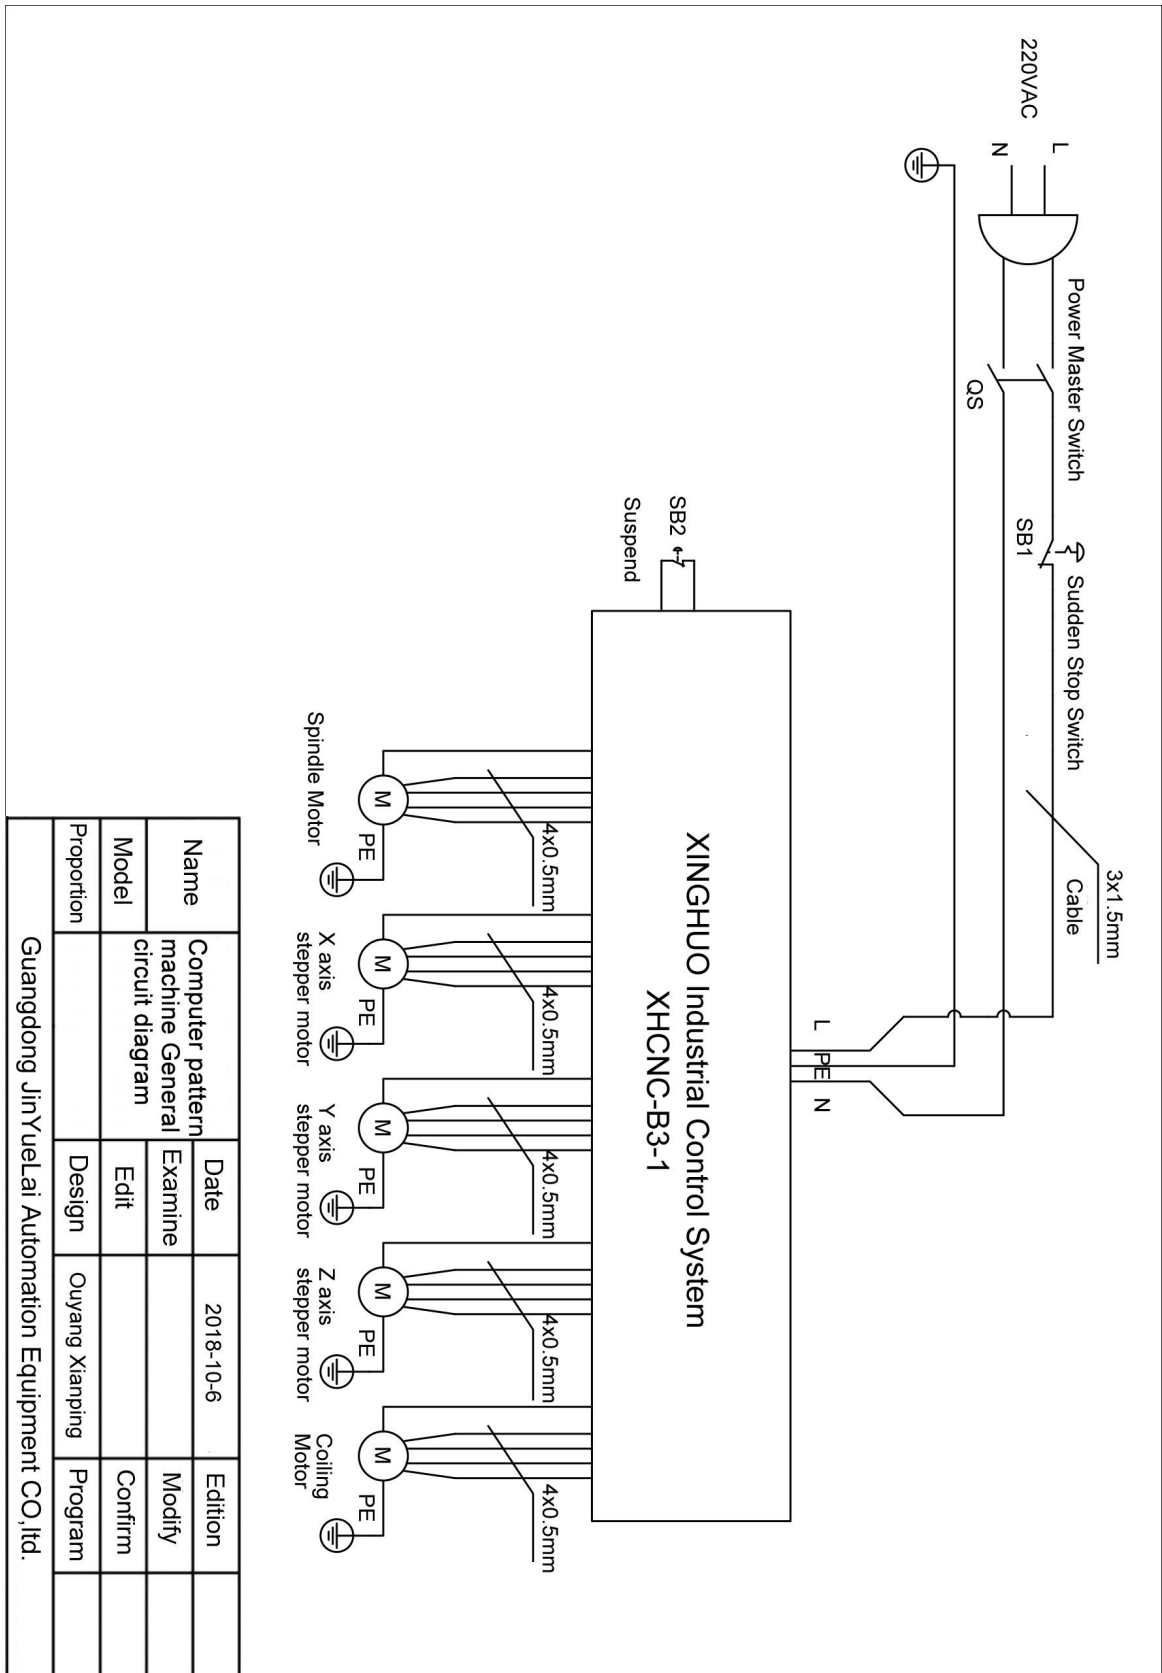 220VAC
L
N
Power Master Switch
QS
SB1
Sudden Stop Switch
3x1.5mm
Cable
SB2
Suspend
L
PE
N
XINGHUO Industrial Control System
XHCNC-B3-1
4x0.5mm
4x0.5mm
4x0.5mm
4x0.5mm
4x0.5mm
M
M
M
M
M
PE
PE
PE
PE
PE
Spindle Motor
X axis
stepper motor
Y axis
stepper motor
Z axis
stepper motor
Coiling
Motor
Name
Computer pattern
machine General
circuit diagram
Date
2018-10-6
Edition
Examine
Modify
Model
Edit
Confirm
Proportion
Design
Ouyang Xianping
Program
Guangdong JinYueLai Automation Equipment CO,ltd.